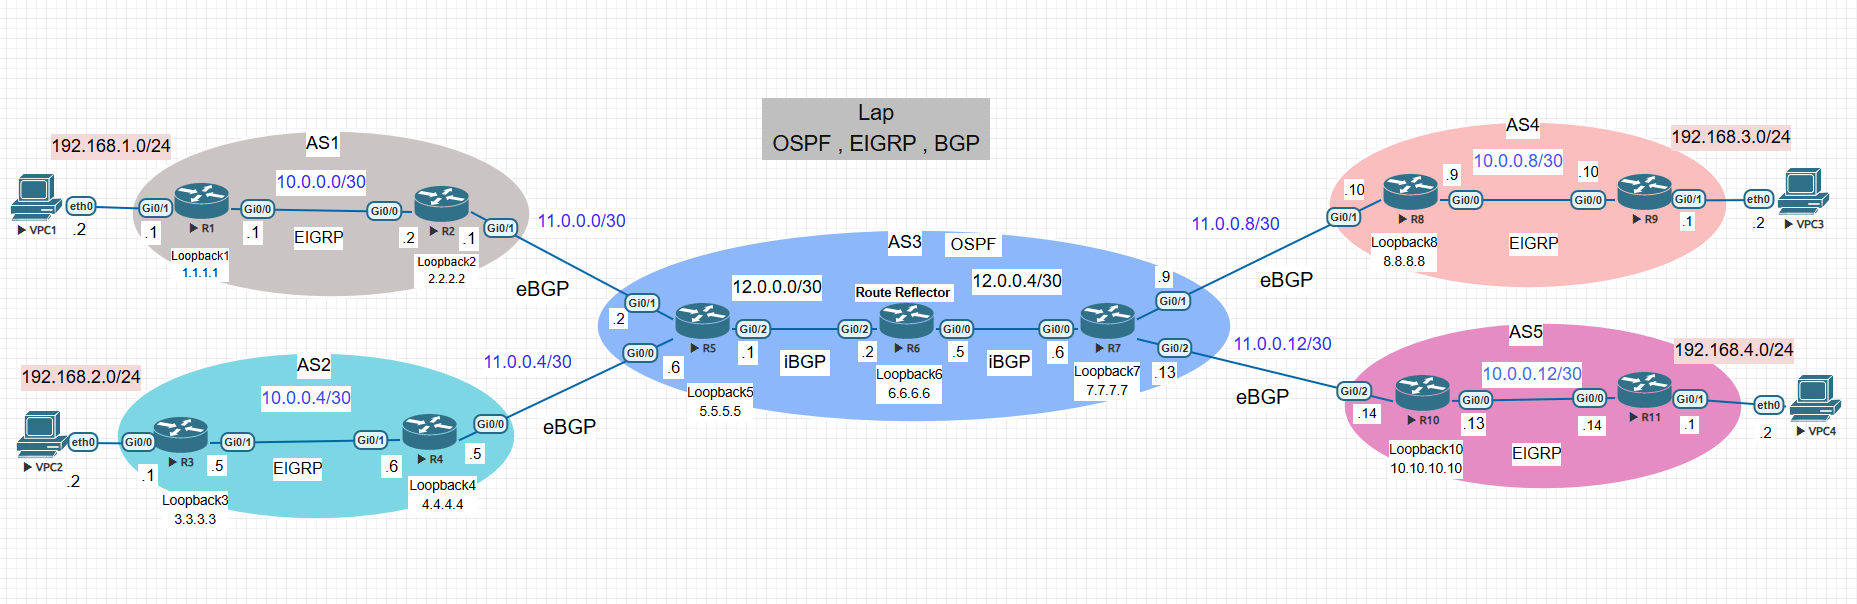 Lap
OSPF , EIGRP , BGP
192.168.1.0/24
AS1
10.0.0.0/30
eth0
Gi0/1
Gi0/0
Gi0/0
Gi0/1
VPC1
.2
.1
R1
.1
EIGRP
.2
R2
.1
Loopback1
1.1.1.1
Loopback2
2.2.2.2
11.0.0.0/30
eBGP
192.168.2.0/24
AS2
10.0.0.4/30
eth0
Gi0/0
Gi0/1
Gi0/1
Gi0/0
VPC2
.2
.1
R3
.5
EIGRP
.6
R4
.5
Loopback3
3.3.3.3
Loopback4
4.4.4.4
11.0.0.4/30
eBGP
AS3
OSPF
12.0.0.0/30
Route Reflector
12.0.0.4/30
Gi0/1
.2
Gi0/0
.6
R5
Gi0/2
.1
iBGP
Gi0/2
.2
R6
Gi0/0
.5
iBGP
Gi0/0
.6
R7
.9
Gi0/1
Gi0/2
.13
Loopback5
5.5.5.5
Loopback6
6.6.6.6
Loopback7
7.7.7.7
11.0.0.8/30
eBGP
11.0.0.12/30
eBGP
AS4
192.168.3.0/24
10.0.0.8/30
.10
Gi0/1
R8
.9
Gi0/0
.10
Gi0/0
R9
Gi0/1
.1
eth0
.2
VPC3
Loopback8
8.8.8.8
EIGRP
AS5
192.168.4.0/24
10.0.0.12/30
Gi0/2
.14
R10
Gi0/0
.13
Gi0/0
.14
R11
Gi0/1
.1
eth0
.2
VPC4
Loopback10
10.10.10.10
EIGRP